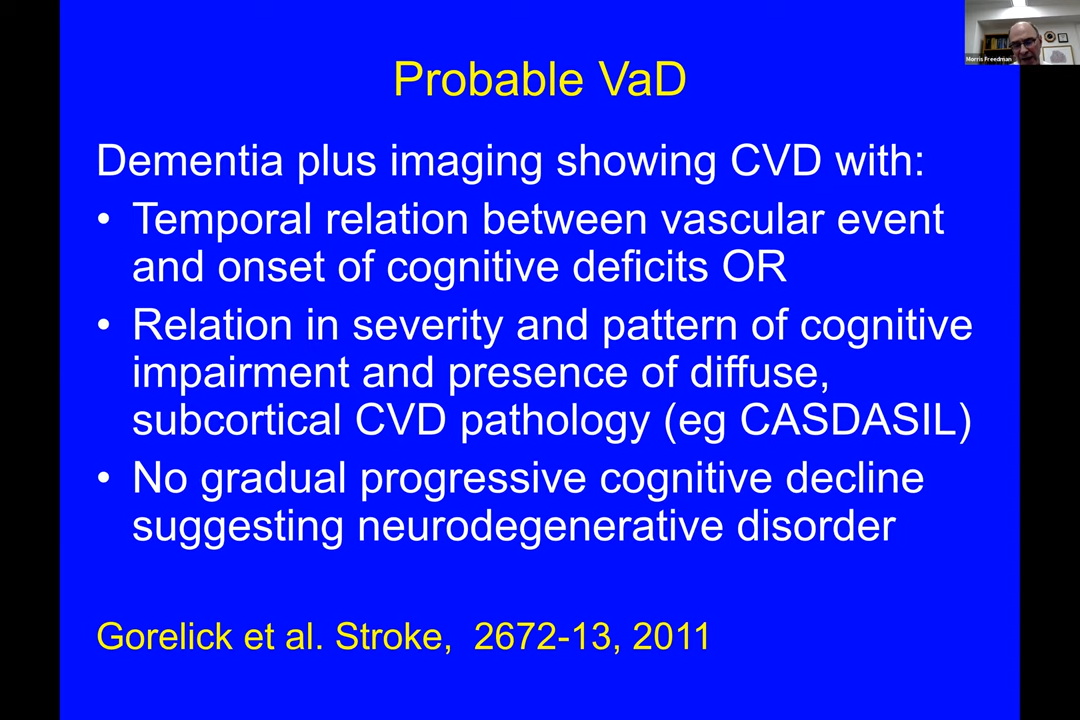 Morris Freedman
Probable VaD
Dementia plus imaging showing CVD with:
• Temporal relation between vascular event
and onset of cognitive deficits OR
• Relation in severity and pattern of cognitive
impairment and presence of diffuse,
subcortical CVD pathology (eg CASDASIL)
• No gradual progressive cognitive decline
suggesting neurodegenerative disorder
Gorelick et al. Stroke, 2672-13, 2011